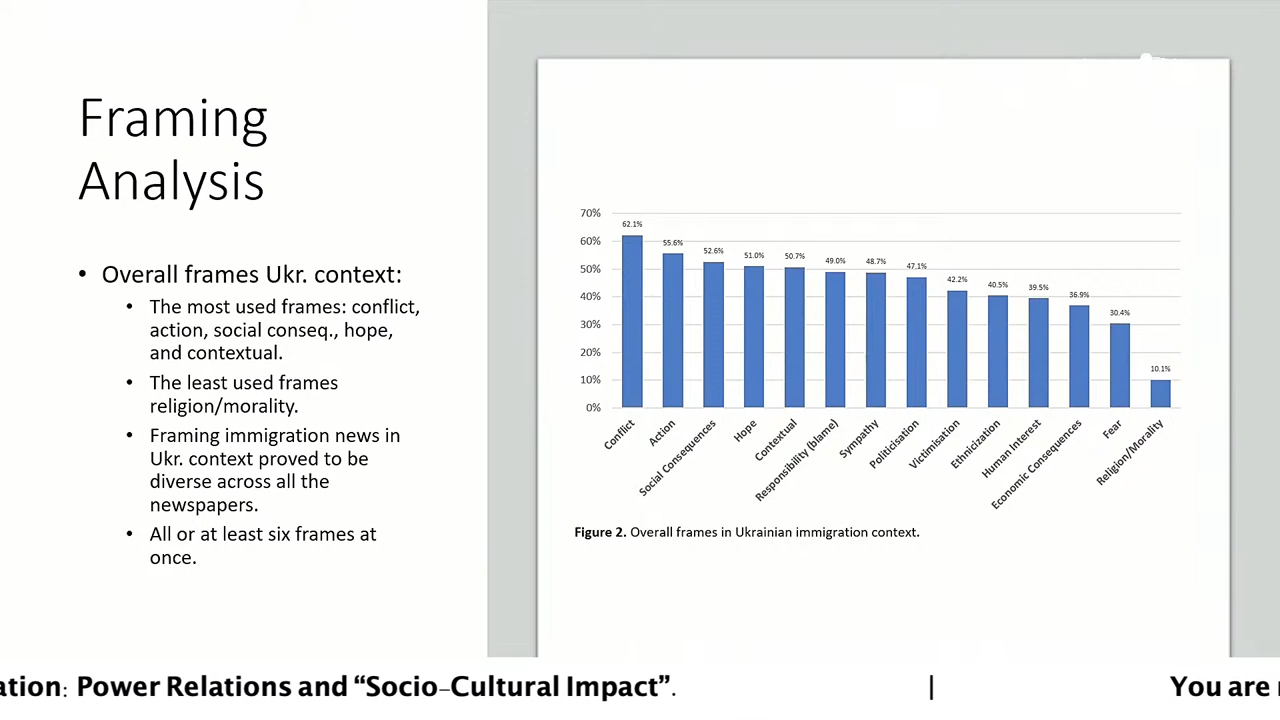 Framing
Analysis
• Overall frames Ukr. context:
• The most used frames: conflict,
action, social conseq., hope,
and contextual.
• The least used frames
religion/morality.
• Framing immigration news in
Ukr. context proved to be
diverse across all the
newspapers.
• All or at least six frames at
once.
70%
60%
50%
40%
30%
20%
10%
0%
62.1%
55.6%
52.6%
51.0%
50.7%
49.0%
48.7%
47.1%
42.2%
40.5%
39.5%
36.9%
30.4%
10.1%
Conflict
Action
Social Consequences
Hope
Contextual
Responsibility (blame)
Sympathy
Politicisation
Victimisation
Ethnicization
Human Interest
Economic Consequences
Fear
Religion/Morality
Figure 2. Overall frames in Ukrainian immigration context.
ation: Power Relations and “Socio-Cultural Impact”. | You are